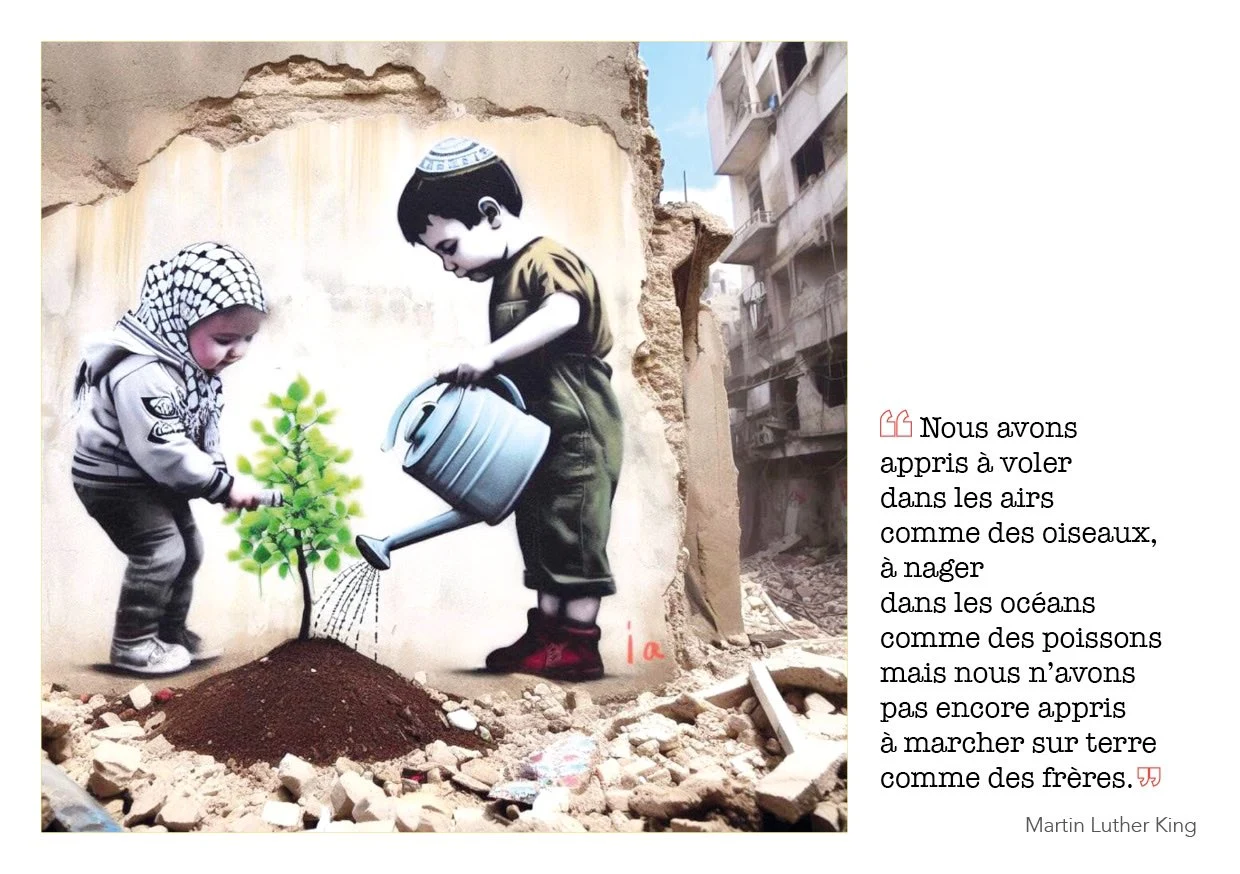 ia
“ Nous avons
appris à voler
dans les airs
comme des oiseaux,
à nager
dans les océans
comme des poissons
mais nous n’avons
pas encore appris
à marcher sur terre
comme des frères.”
Martin Luther King